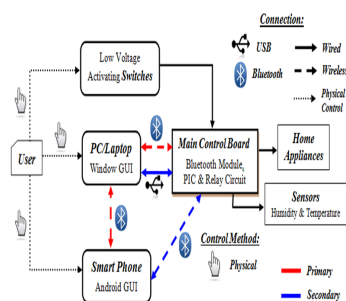 Connection:
USB
Wired
Bluetooth
Wireless
Physical
Control
Low Voltage
Activating Switches
User
PC/Laptop
Window GUI
Main Control Board
Bluetooth Module,
PIC & Relay Circuit
Home
Appliances
Sensors
Humidity & Temperature
Smart Phone
Android GUI
Control Method:
Physical
Primary
Secondary